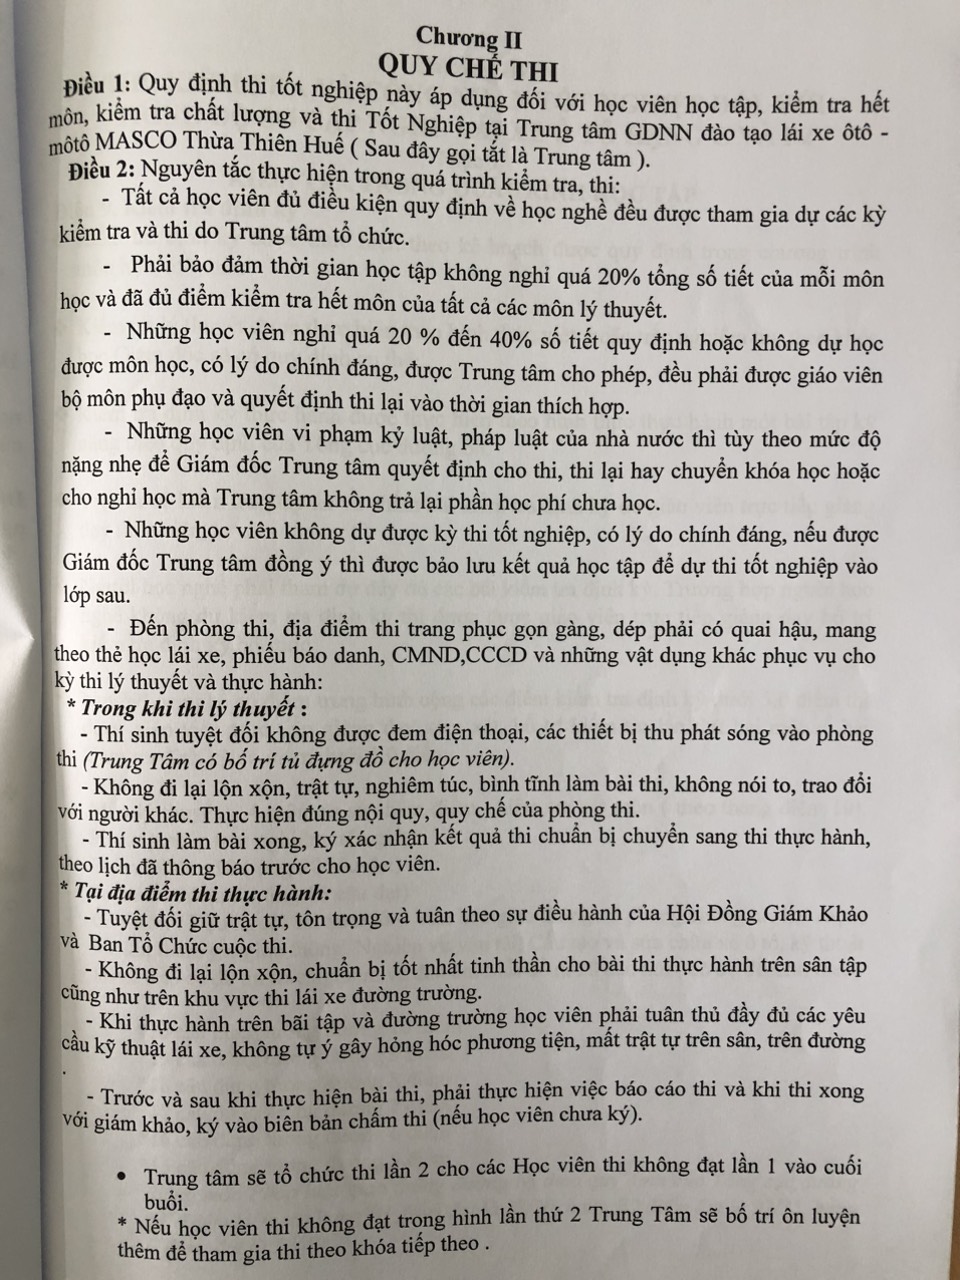 Chương II
QUY CHẾ THI
Điều 1: Quy định thi tốt nghiệp này áp dụng đối với học viên học tập, kiểm tra hết
môn, kiểm tra chất lượng và thi Tốt Nghiệp tại Trung tâm GDNN đào tạo lái xe ôtô -
môtô MASCO Thừa Thiên Huế ( Sau đây gọi tắt là Trung tâm ).
Điều 2: Nguyên tắc thực hiện trong quá trình kiểm tra, thi:
- Tất cả học viên đủ điều kiện quy định về học nghề đều được tham gia dự các kỳ
kiểm tra và thi do Trung tâm tổ chức.
- Phải bảo đảm thời gian học tập không nghỉ quá 20% tổng số tiết của mỗi môn
học và đã đủ điểm kiểm tra hết môn của tất cả các môn lý thuyết.
- Những học viên nghỉ quá 20 % đến 40% số tiết quy định hoặc không dự học
được môn học, có lý do chính đáng, được Trung tâm cho phép, đều phải được giáo viên
bộ môn phụ đạo và quyết định thi lại vào thời gian thích hợp.
- Những học viên vi phạm kỷ luật, pháp luật của nhà nước thì tùy theo mức độ
nặng nhẹ để Giám đốc Trung tâm quyết định cho thi, thi lại hay chuyển khóa học hoặc
cho nghỉ học mà Trung tâm không trả lại phần học phí chưa học.
- Những học viên không dự được kỳ thi tốt nghiệp, có lý do chính đáng, nếu được
Giám đốc Trung tâm đồng ý thì được bảo lưu kết quả học tập để dự thi tốt nghiệp vào
lớp sau.
- Đến phòng thi, địa điểm thi trang phục gọn gàng, dép phải có quai hậu, mang
theo thẻ học lái xe, phiếu báo danh, CMND,CCCD và những vật dụng khác phục vụ cho
kỳ thi lý thuyết và thực hành:
* Trong khi thi lý thuyết :
- Thí sinh tuyệt đối không được đem điện thoại, các thiết bị thu phát sóng vào phòng
thi (Trung Tâm có bố trí tủ đựng đồ cho học viên).
- Không đi lại lộn xộn, trật tự, nghiêm túc, bình tĩnh làm bài thi, không nói to, trao đổi
với người khác. Thực hiện đúng nội quy, quy chế của phòng thi.
- Thí sinh làm bài xong, ký xác nhận kết quả thi chuẩn bị chuyển sang thi thực hành,
theo lịch đã thông báo trước cho học viên.
* Tại địa điểm thi thực hành:
- Tuyệt đối giữ trật tự, tôn trọng và tuân theo sự điều hành của Hội Đồng Giám Khảo
và Ban Tổ Chức cuộc thi.
- Không đi lại lộn xộn, chuẩn bị tốt nhất tinh thần cho bài thi thực hành trên sân tập
cũng như trên khu vực thi lái xe đường trường.
- Khi thực hành trên bãi tập và đường trường học viên phải tuân thủ đầy đủ các yêu
cầu kỹ thuật lái xe, không tự ý gây hỏng hóc phương tiện, mất trật tự trên sân, trên đường
.
- Trước và sau khi thực hiện bài thi, phải thực hiện việc báo cáo thi và khi thi xong
với giám khảo, ký vào biên bản chấm thi (nếu học viên chưa ký).
• Trung tâm sẽ tổ chức thi lần 2 cho các Học viên thi không đạt lần 1 vào cuối
buổi.
* Nếu học viên thi không đạt trong hình lần thứ 2 Trung Tâm sẽ bố trí ôn luyện
thêm để tham gia thi theo khóa tiếp theo .